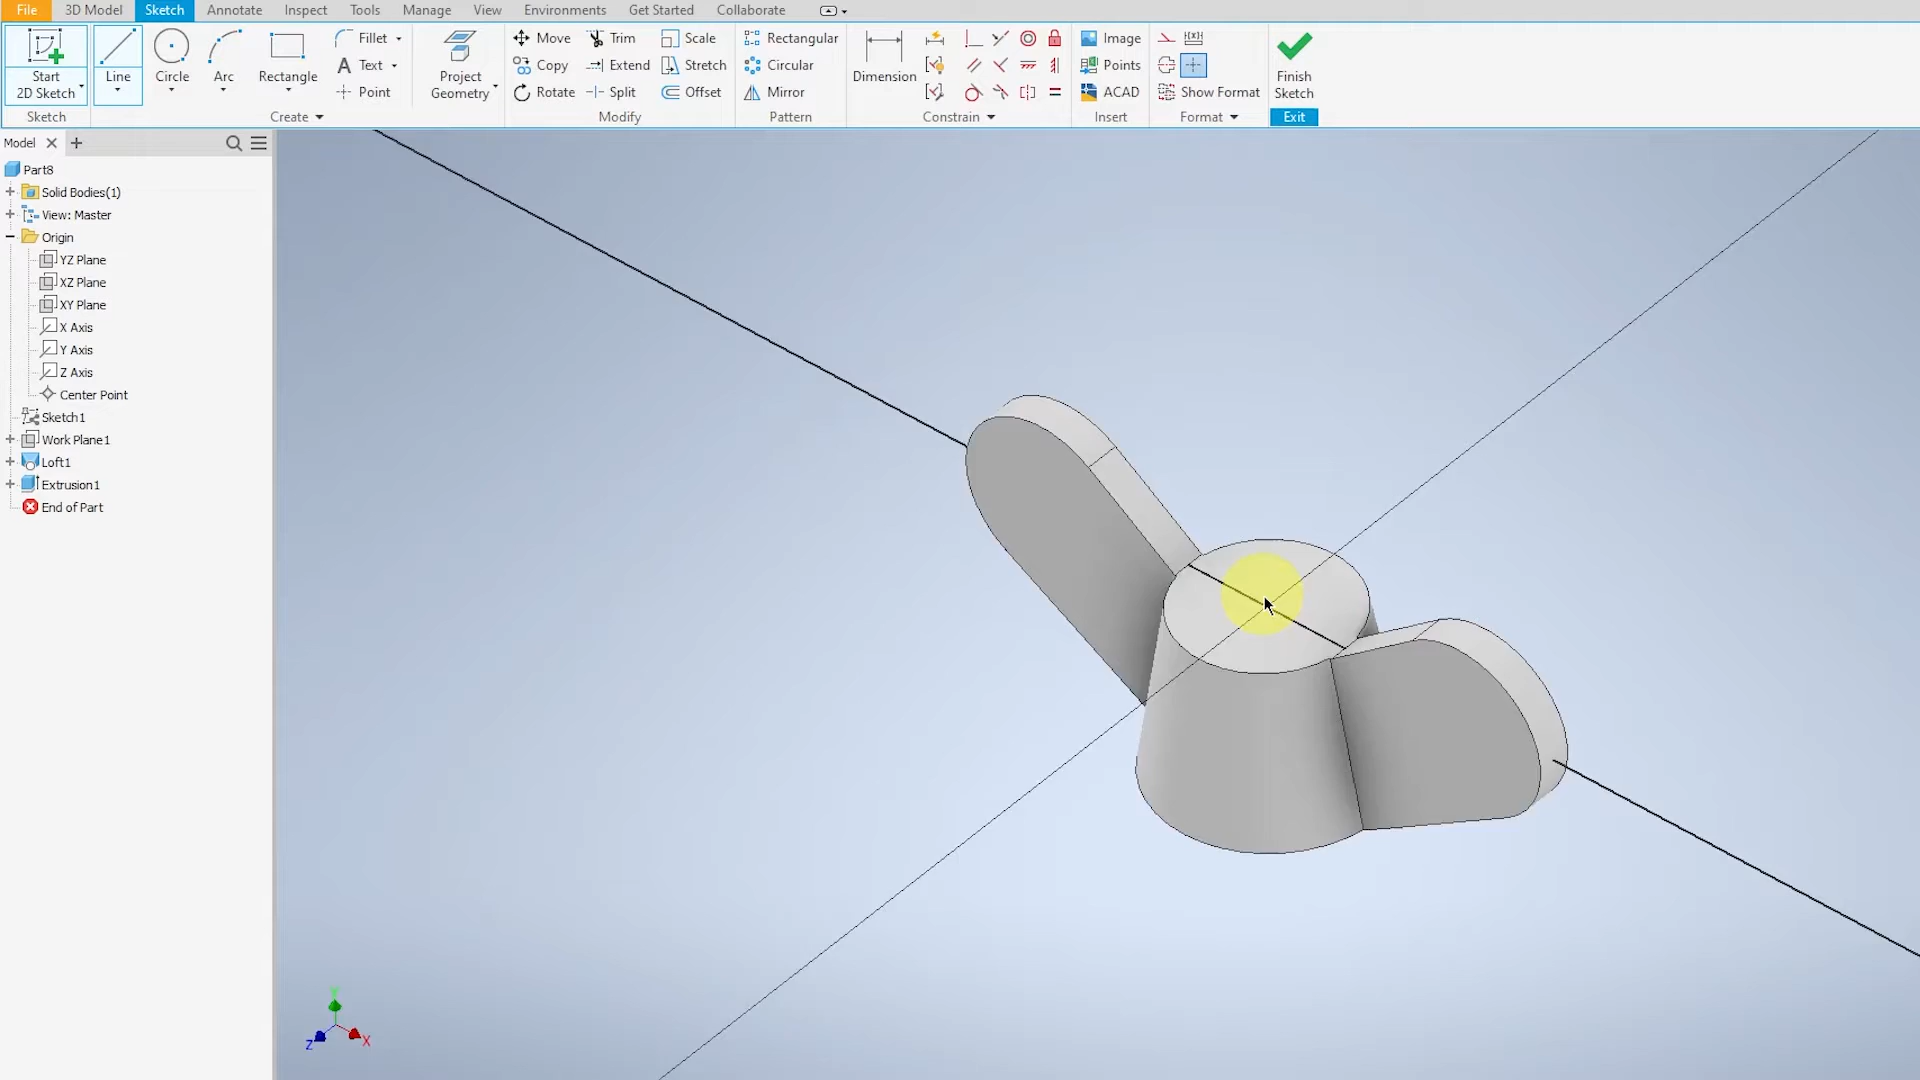 File 3D Model Sketch Annotate Inspect Tools Manage View Environments Get Started Collaborate
Start 2D Sketch
Sketch
Line
Circle
Arc
Rectangle
Fillet
Text
Point
Create
Project Geometry
Move Trim Scale
Copy Extend Stretch
Rotate Split Offset
Modify
Rectangular
Circular
Mirror
Pattern
Dimension
Constrain
Image
Points
ACAD
Insert
Show Format
Format
Finish Sketch
Exit
Model
Part8
Solid Bodies(1)
View: Master
Origin
YZ Plane
XZ Plane
XY Plane
X Axis
Y Axis
Z Axis
Center Point
Sketch1
Work Plane1
Loft1
Extrusion1
End of Part
Y
Z
X